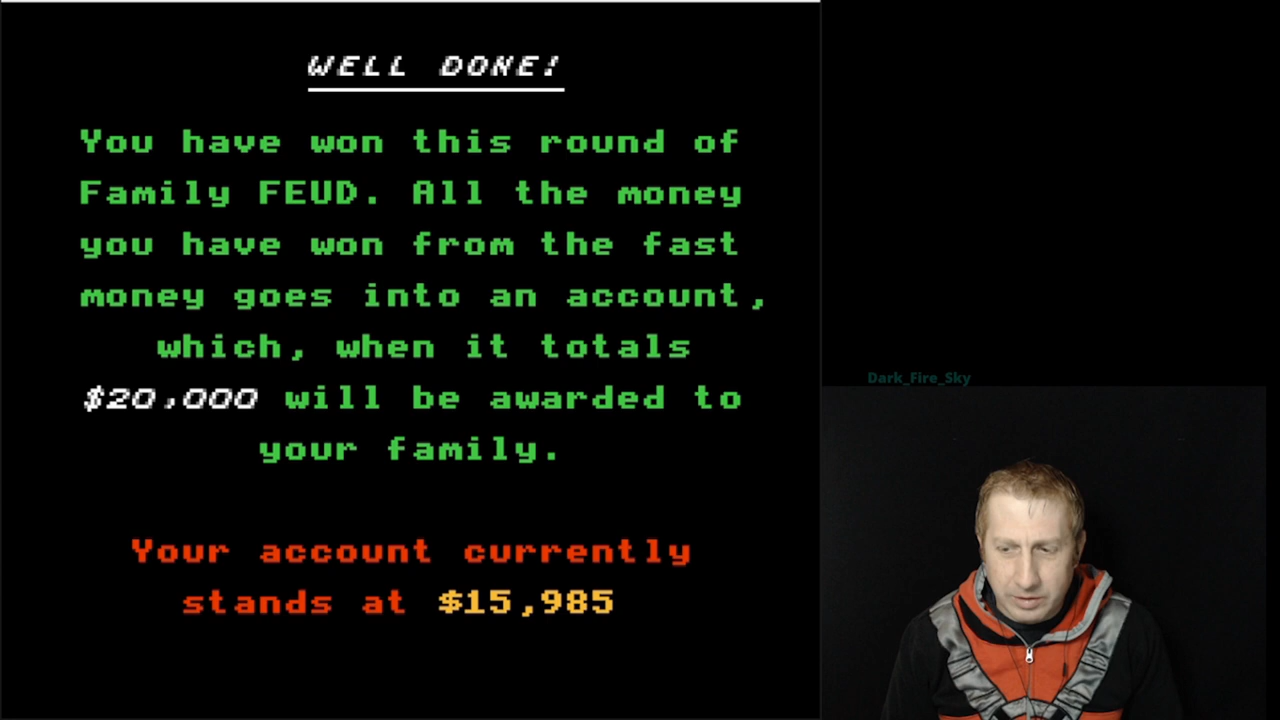 WELL DONE!
You have won this round of
Family FEUD. All the money
you have won from the fast
money goes into an account,
which, when it totals
$20,000 will be awarded to
your family.
Your account currently
stands at $15,985
Dark_Fire_Sky